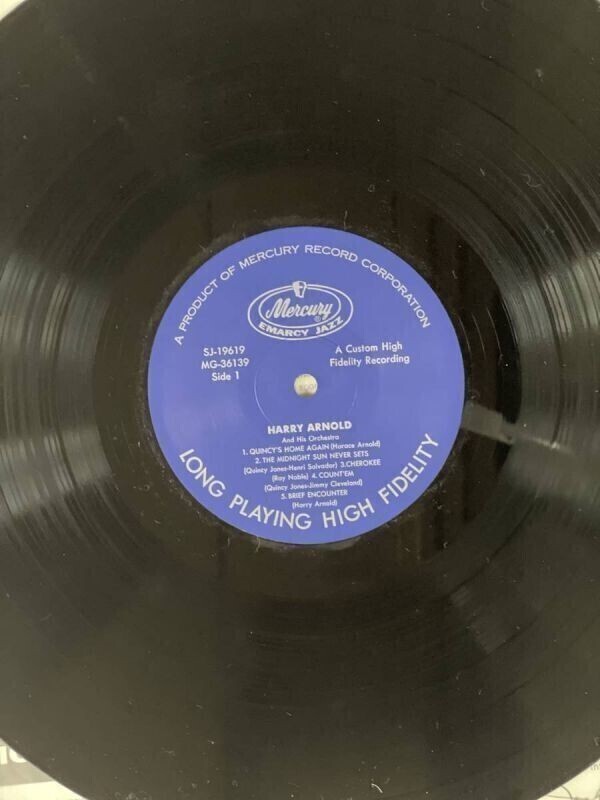 A PRODUCT OF MERCURY RECORD CORPORATION
Mercury
®
EMARCY JAZZ
SJ-19619
MG-36139
Side 1
A Custom High
Fidelity Recording
HARRY ARNOLD
And His Orchestra
1. QUINCY'S HOME AGAIN (Horace Arnold)
2. THE MIDNIGHT SUN NEVER SETS
(Quincy Jones-Henri Salvador) 3.CHEROKEE
(Ray Noble) 4. COUNT'EM
(Quincy Jones-Jimmy Cleveland)
5. BRIEF ENCOUNTER
(Harry Arnold)
LONG PLAYING HIGH FIDELITY